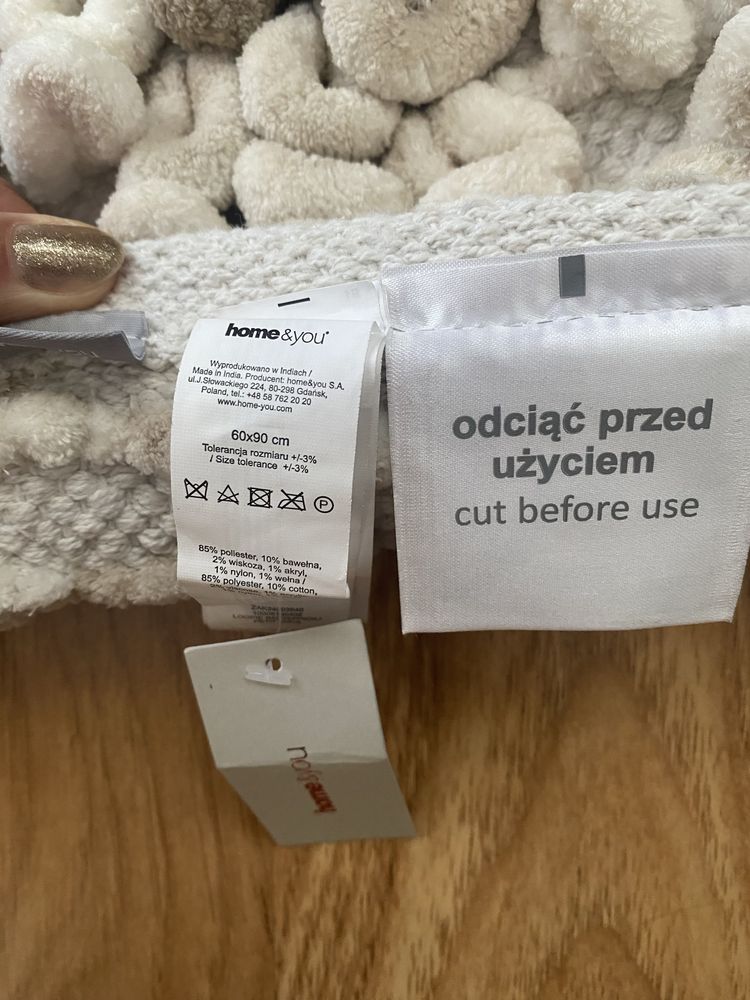 home&you
Wyprodukowano w Indiach /
Made in India. Producent: home&you S.A.
ul.J.Słowackiego 224, 80-298 Gdańsk,
Poland, tel.: +48 58 762 20 20
www.home-you.com
60x90 cm
Tolerancja rozmiaru +/-3%
/ Size tolerance +/-3%
P
85% poliester, 10% bawełna,
2% wiskoza, 1% akryl,
1% nylon, 1% wełna /
85% polyester, 10% cotton,
odciąć przed
użyciem
cut before use
home&you